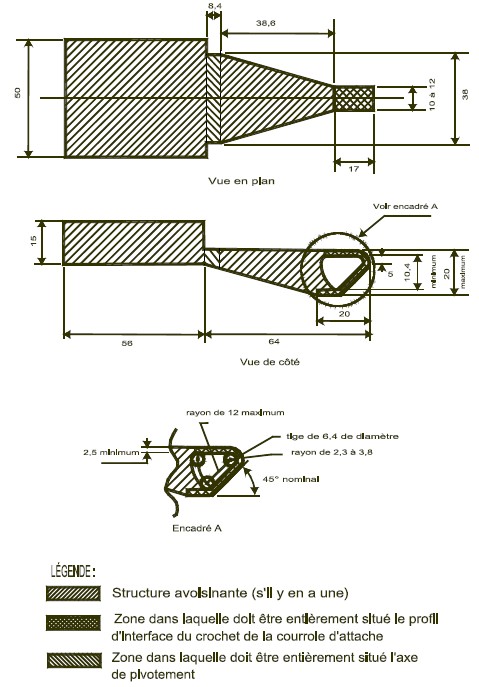 8,4
38,6
50
10 à 12
38
17
Vue en plan
Voir encadré A
15
5
10,4
minimum
20
maximum
20
56
64
Vue de côté
rayon de 12 maximum
2,5 minimum
tige de 6,4 de diamètre
rayon de 2,3 à 3,8
45° nominal
Encadré A
LÉGENDE :
Structure avoisinante (s'il y en a une)
Zone dans laquelle doit être entièrement situé le profil
d'interface du crochet de la courroie d'attache
Zone dans laquelle doit être entièrement situé l'axe
de pivotement